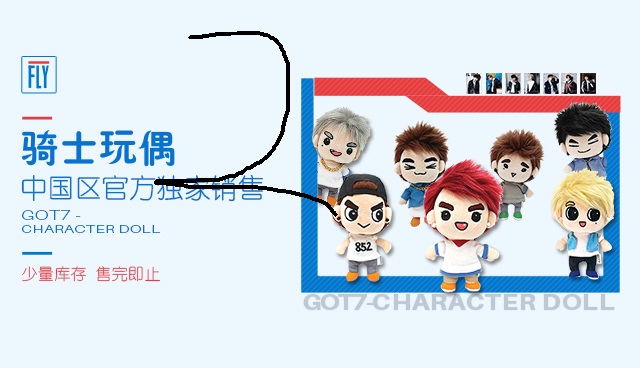 FLY
骑士玩偶
中国区官方独家销售
GOT7 -
CHARACTER DOLL
少量库存 售完即止
852
GOT7-CHARACTER DOLL